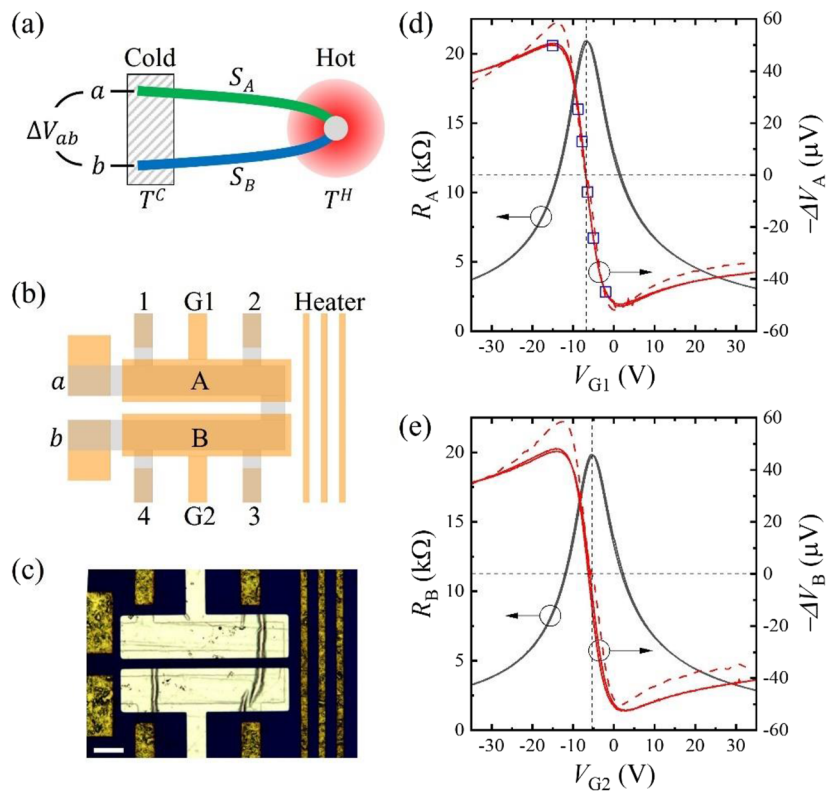 (a)
Cold
Hot
a
S_A
ΔV_ab
b
S_B
T^C
T^H
(b)
1
G1
2
Heater
a
A
b
B
4
G2
3
(c)
(d)
20
15
10
5
0
R_A (kΩ)
60
40
20
0
-20
-40
-60
−ΔV_A (μV)
-35 -30 -20 -10 0 10 20 30
V_G1 (V)
(e)
20
15
10
5
0
R_B (kΩ)
60
40
20
0
-20
-40
-60
−ΔV_B (μV)
-35 -30 -20 -10 0 10 20 30
V_G2 (V)